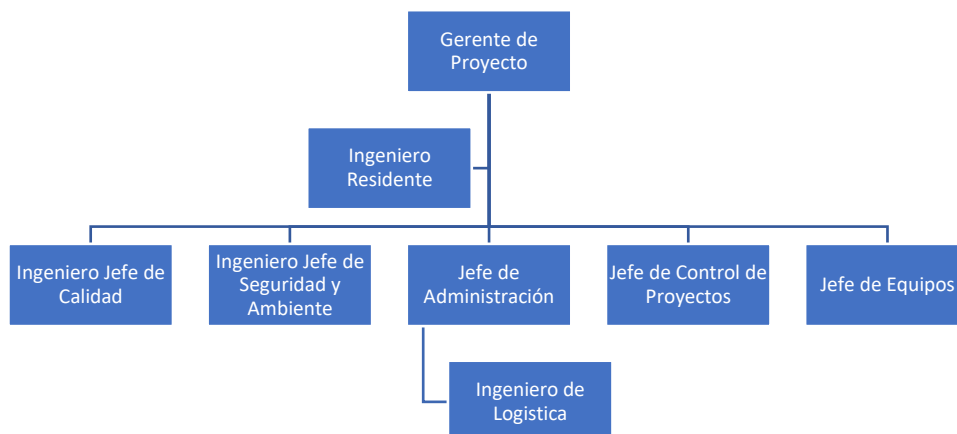 Gerente de
Proyecto
Ingeniero
Residente
Ingeniero Jefe de
Calidad
Ingeniero Jefe de
Seguridad y
Ambiente
Jefe de
Administración
Jefe de Control de
Proyectos
Jefe de Equipos
Ingeniero de
Logistica